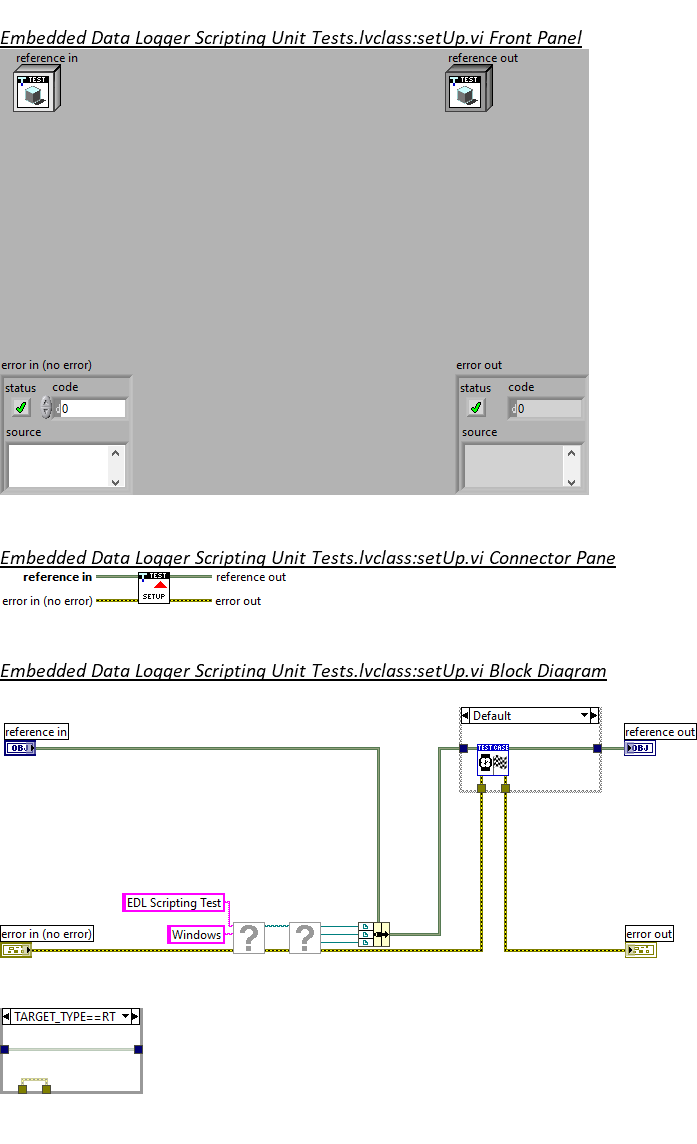 Embedded Data Logger Scripting Unit Tests.lvclass:setUp.vi Front Panel
reference in
reference out
TEST
TEST
error in (no error)
error out
status
code
status
code
d0
d0
source
source
Embedded Data Logger Scripting Unit Tests.lvclass:setUp.vi Connector Pane
reference in
TEST
reference out
error in (no error)
SETUP
error out
Embedded Data Logger Scripting Unit Tests.lvclass:setUp.vi Block Diagram
Default
reference in
reference out
OBJ
TEST CASE
OBJ
EDL Scripting Test
error in (no error)
Windows
?
?
error out
TARGET_TYPE==RT